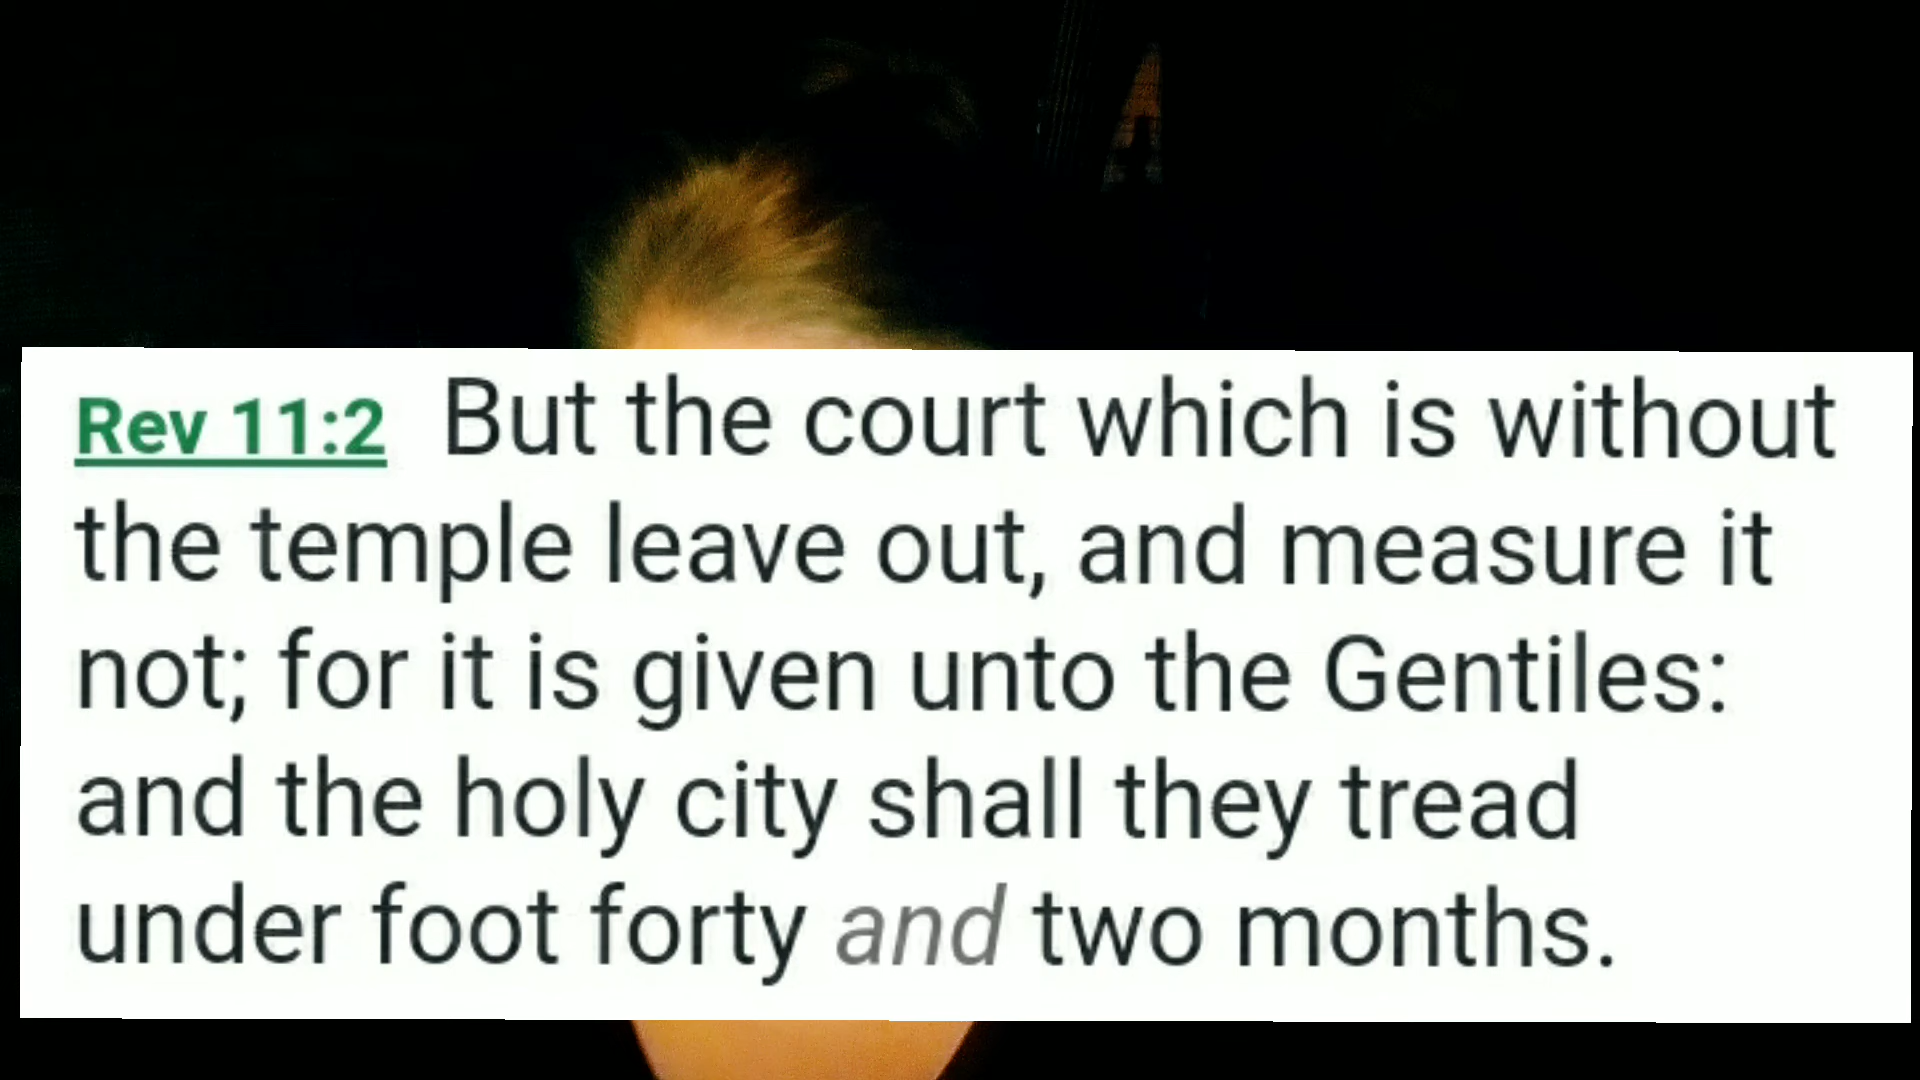 Rev 11:2 But the court which is without
the temple leave out, and measure it
not; for it is given unto the Gentiles:
and the holy city shall they tread
under foot forty and two months.